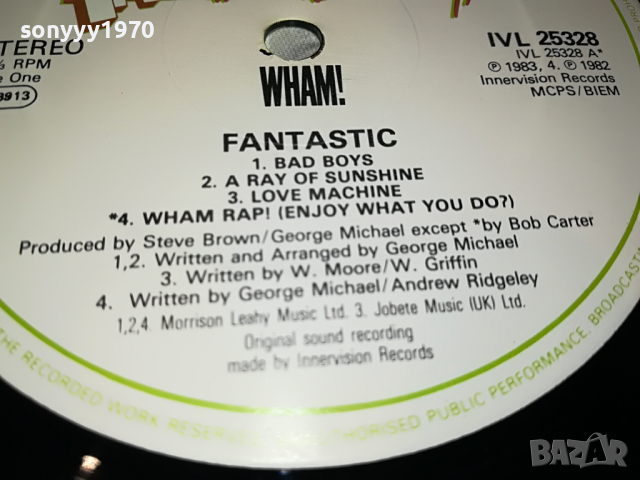 sonyyy1970
STEREO
RPM
Side One
3913
IVL 25328
IVL 25328 A*
℗ 1983, 4. ℗ 1982
Innervision Records
MCPS/BIEM
WHAM!
FANTASTIC
1. BAD BOYS
2. A RAY OF SUNSHINE
3. LOVE MACHINE
*4. WHAM RAP! (ENJOY WHAT YOU DO?)
Produced by Steve Brown/George Michael except *by Bob Carter
1,2. Written and Arranged by George Michael
3. Written by W. Moore/W. Griffin
4. Written by George Michael/Andrew Ridgeley
1,2,4. Morrison Leahy Music Ltd. 3. Jobete Music (UK) Ltd.
Original sound recording
made by Innervision Records
THE RECORDED WORK RESERVED AUTHORISED PUBLIC PERFORMANCE, BROADCASTING
BAZAR